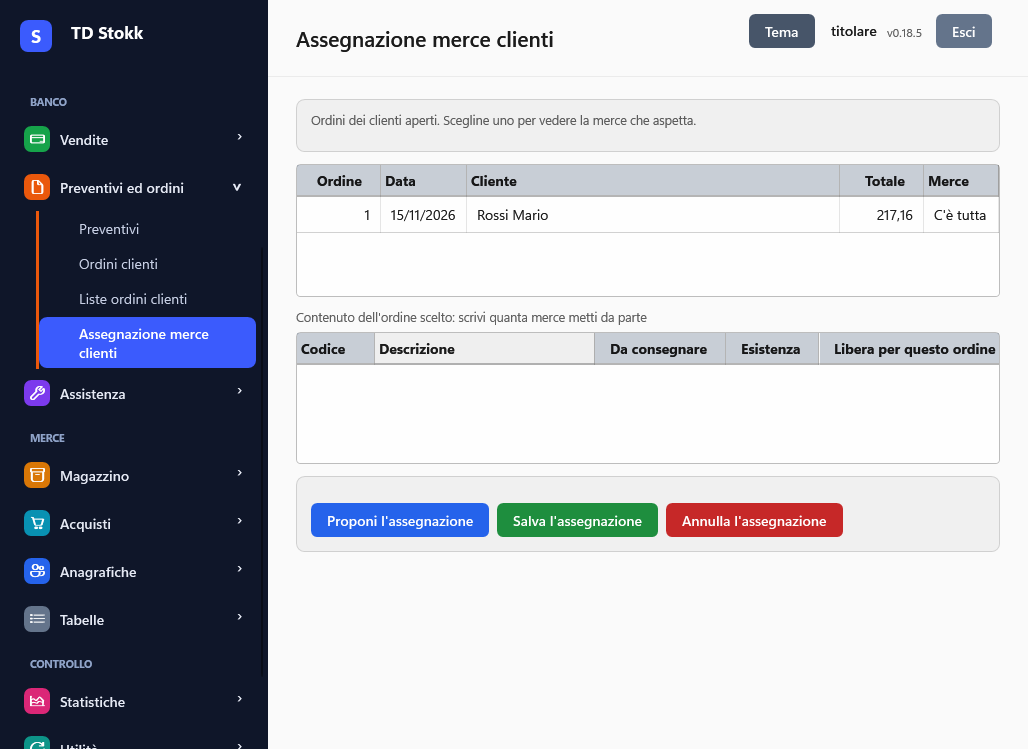 S
TD Stokk
BANCO
Vendite
Preventivi ed ordini
Preventivi
Ordini clienti
Liste ordini clienti
Assegnazione merce
clienti
Assistenza
MERCE
Magazzino
Acquisti
Anagrafiche
Tabelle
CONTROLLO
Statistiche
Utilità
Assegnazione merce clienti
Tema titolare v0.18.5 Esci
Ordini dei clienti aperti. Scegline uno per vedere la merce che aspetta.
Ordine Data Cliente Totale Merce
1 15/11/2026 Rossi Mario 217,16 C'è tutta
Contenuto dell'ordine scelto: scrivi quanta merce metti da parte
Codice Descrizione Da consegnare Esistenza Libera per questo ordine
Proponi l'assegnazione Salva l'assegnazione Annulla l'assegnazione